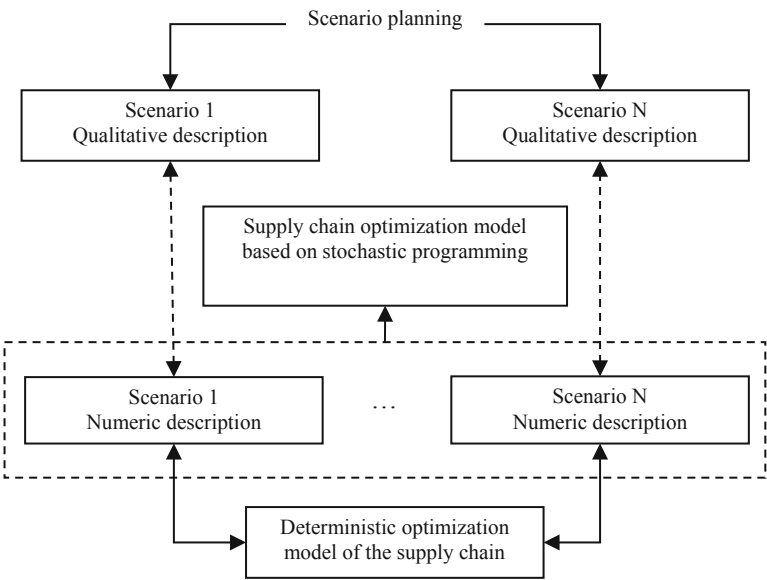 Scenario planning
Scenario 1
Qualitative description
Scenario N
Qualitative description
Supply chain optimization model
based on stochastic programming
Scenario 1
Numeric description
...
Scenario N
Numeric description
Deterministic optimization
model of the supply chain